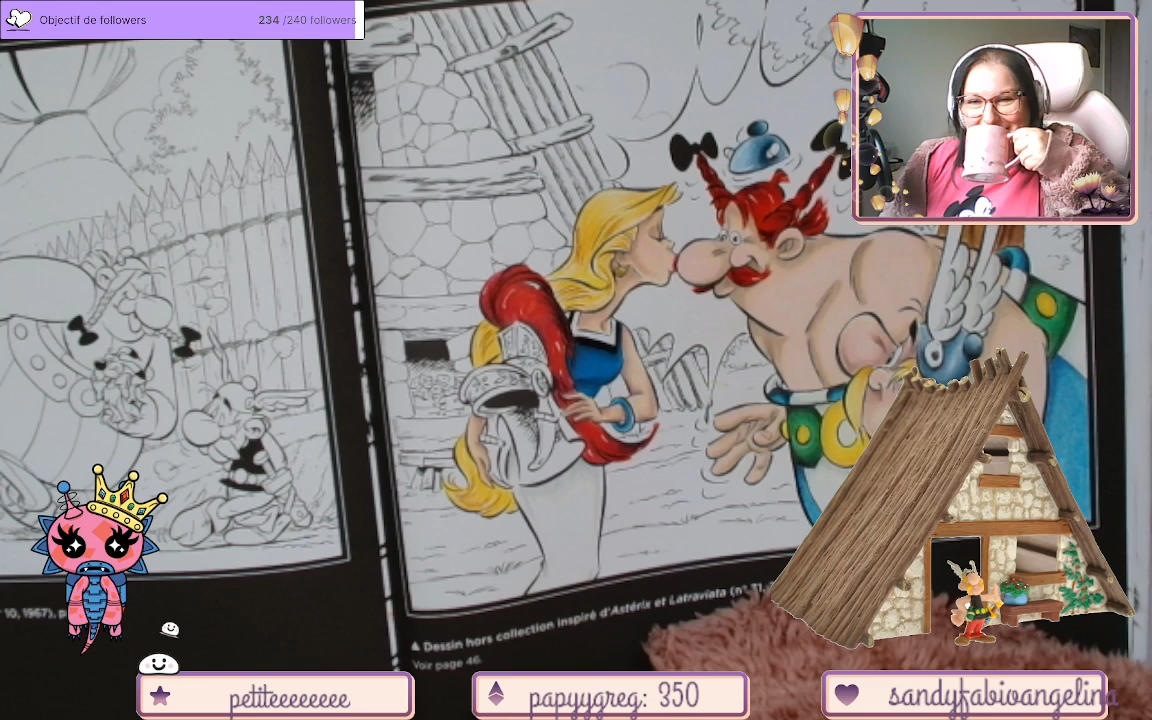 Objectif de followers 234 /240 followers
10, 1967), p
▲ Dessin hors collection inspiré d'Astérix et Latraviata (n° 31,
Voir page 46.
petiteeeeeee
papyygreg: 350
sandyfabioangelina